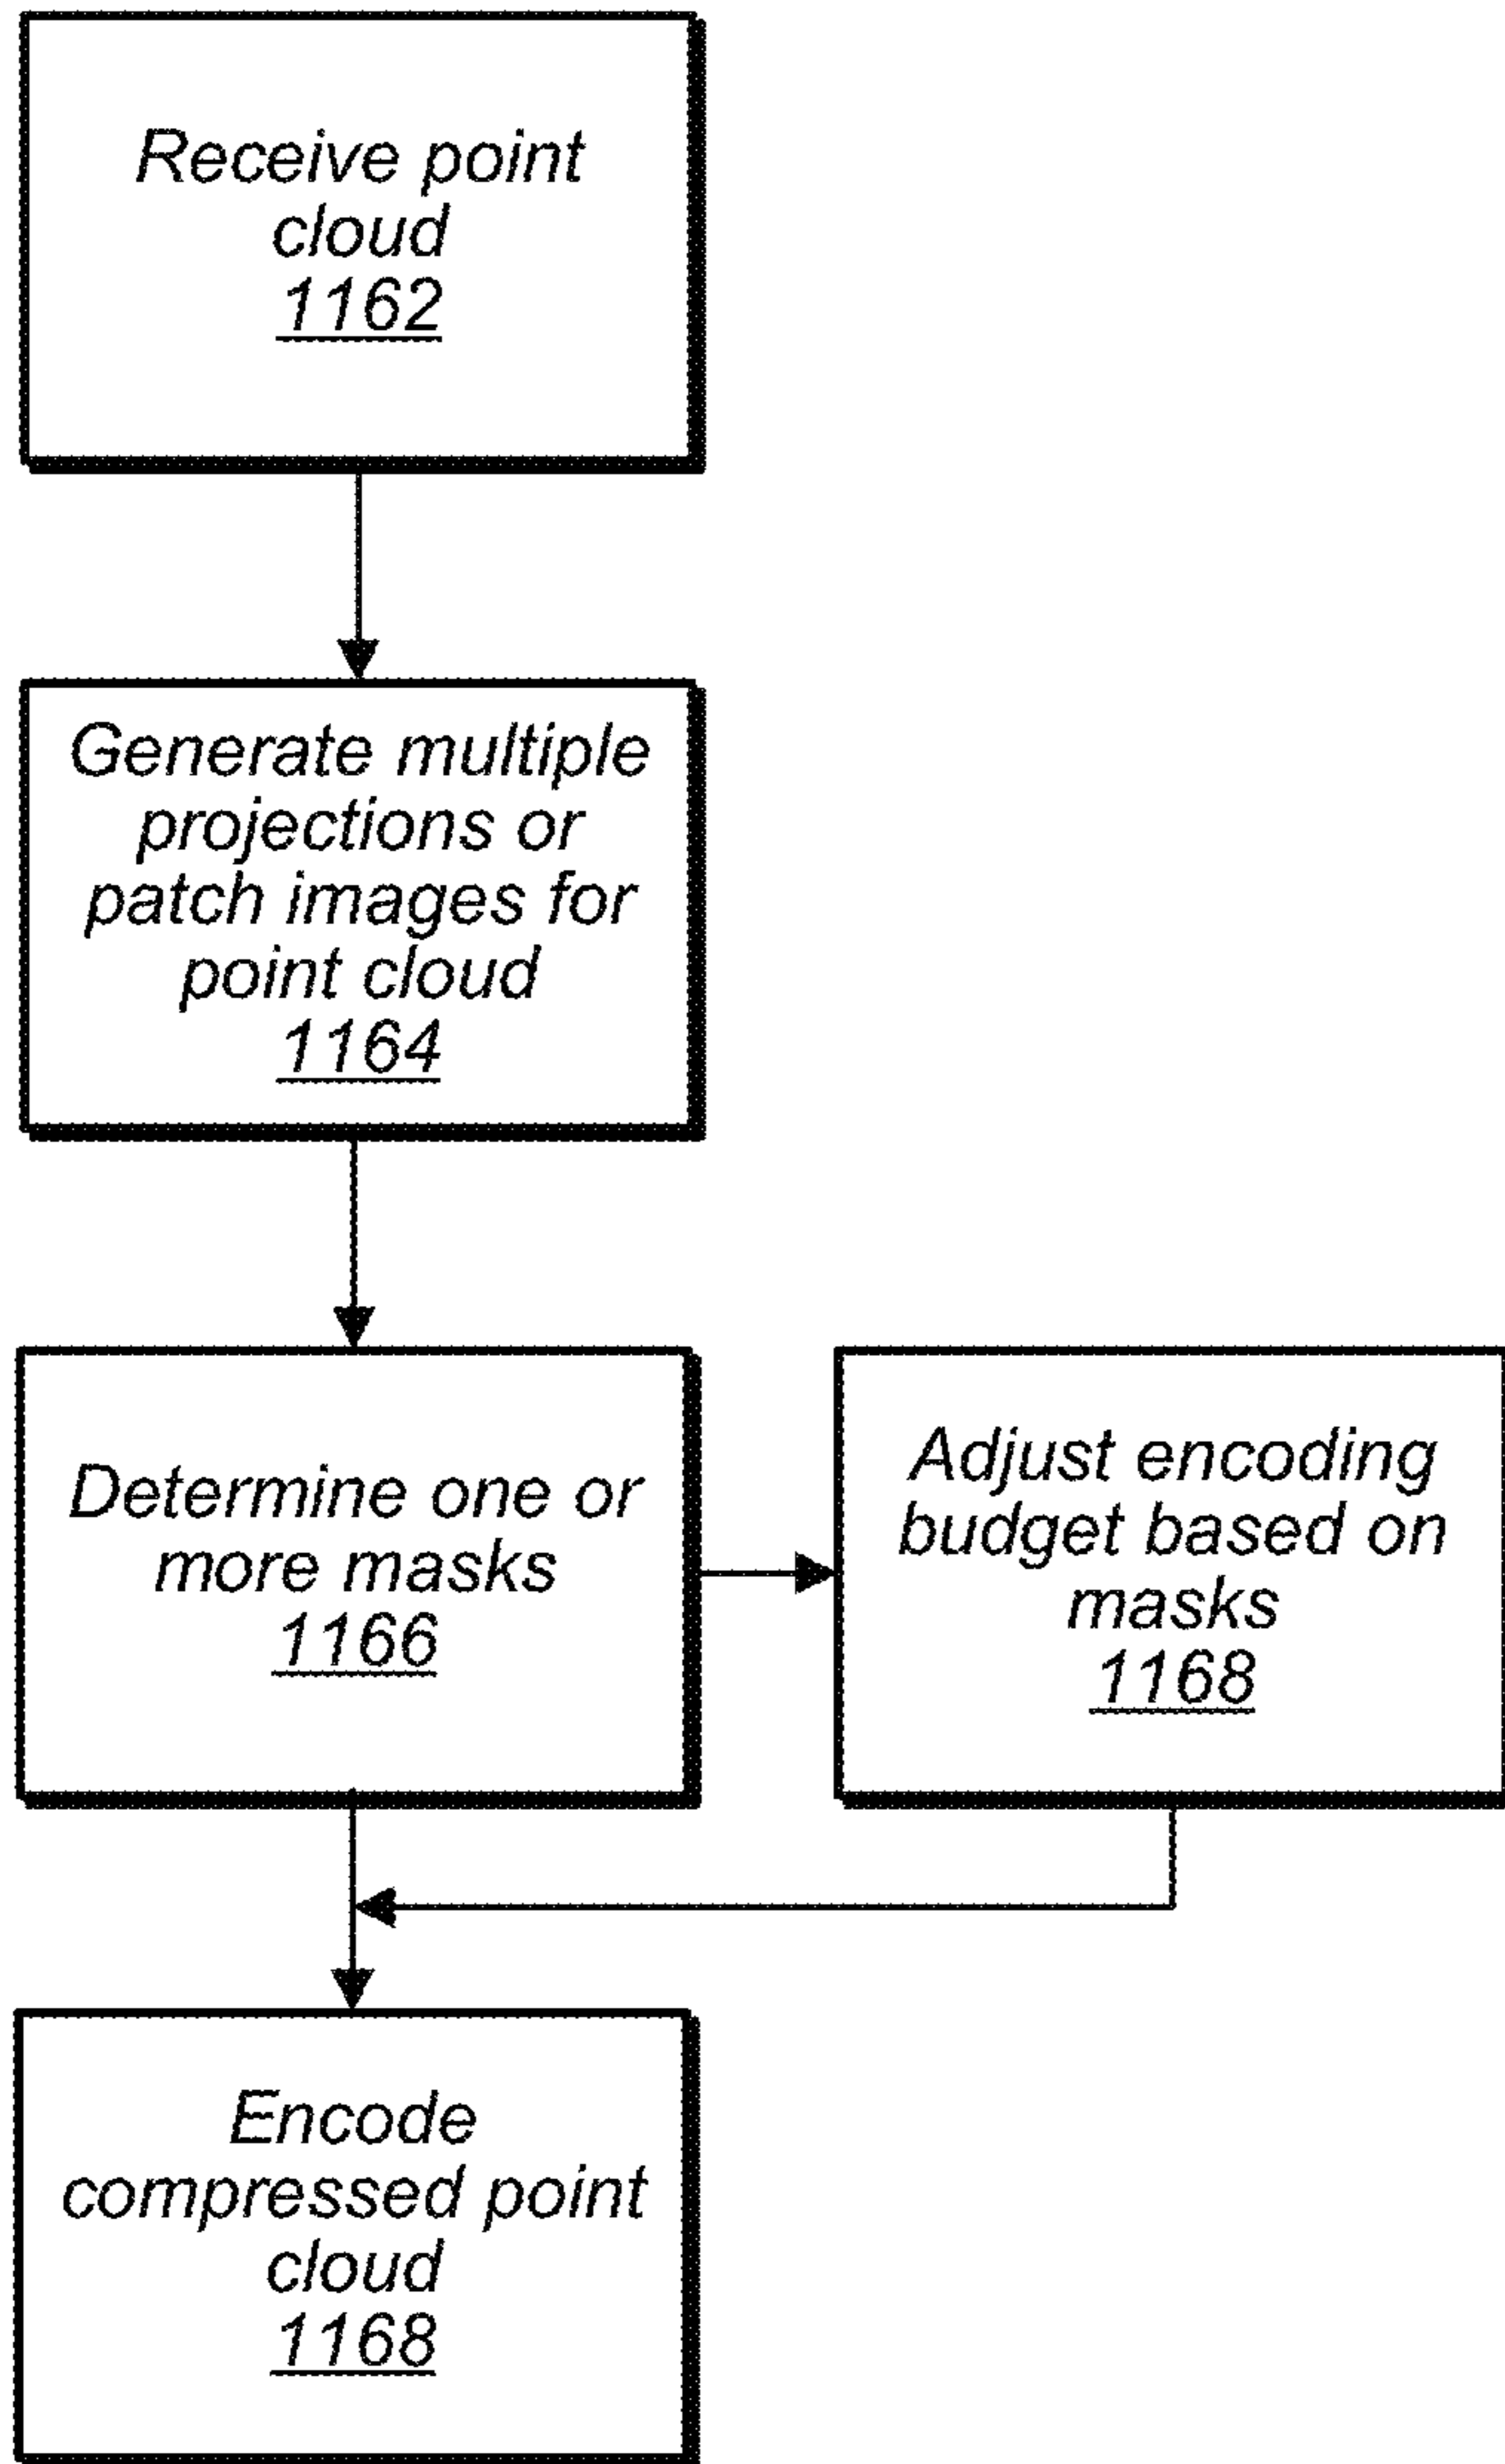 Receive point
cloud
1162
Generate multiple
projections or
patch images for
point cloud
1164
Determine one or
more masks
1166
Adjust encoding
budget based on
masks
1168
Encode
compressed point
cloud
1168